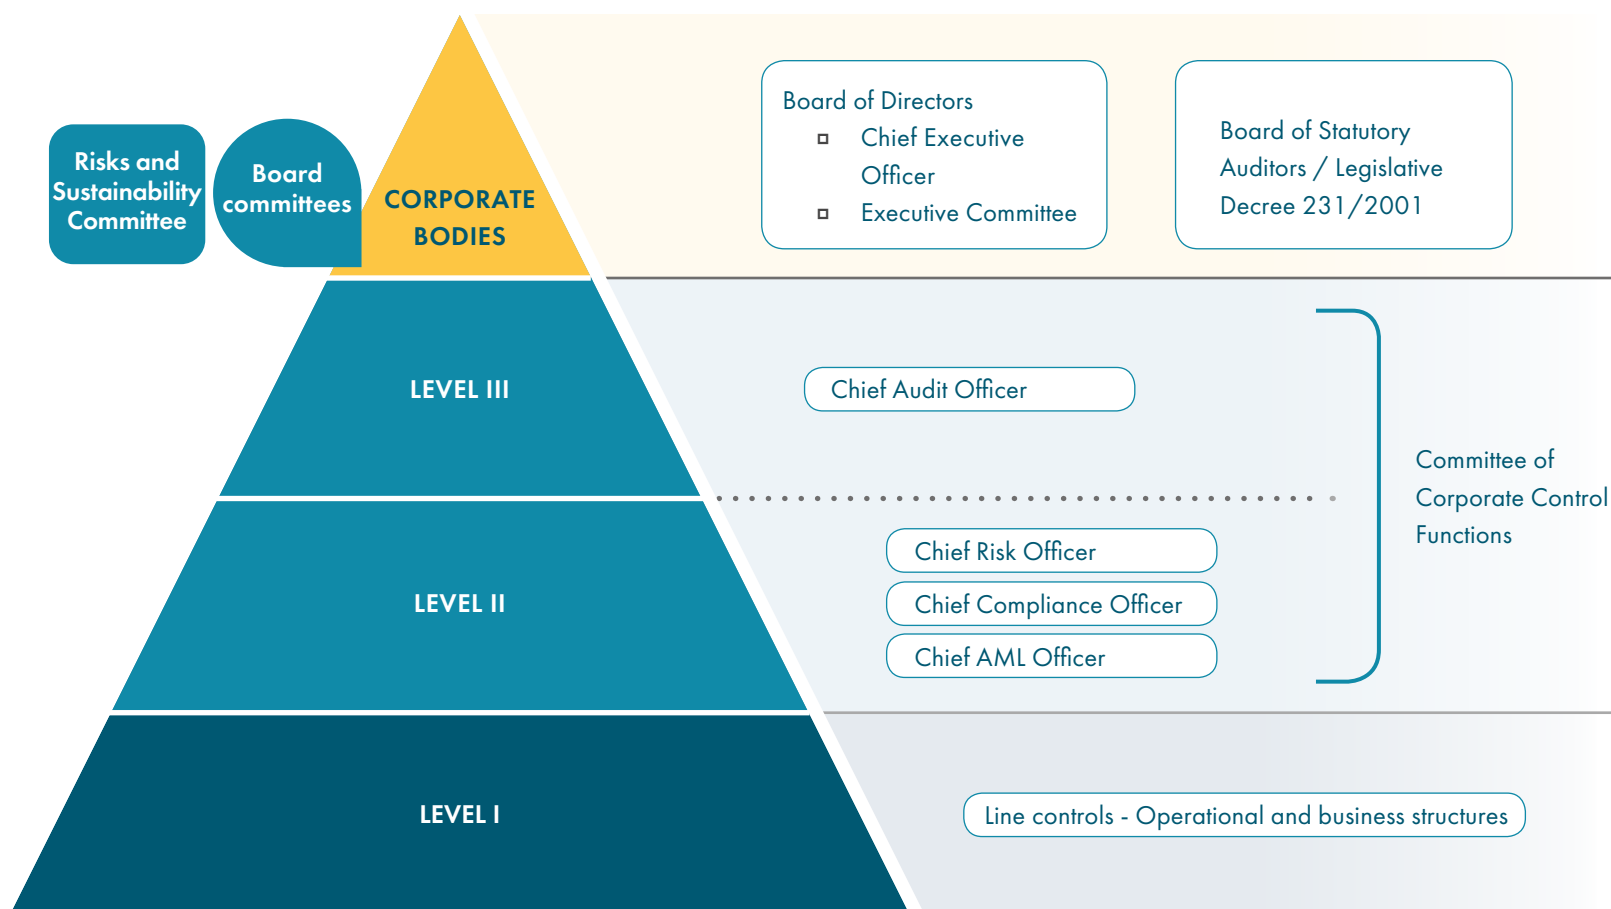 Risks and
Sustainability
Committee
Board
committees
CORPORATE
BODIES
Board of Directors
Chief Executive
Officer
Executive Committee
Board of Statutory
Auditors / Legislative
Decree 231/2001
LEVEL III
Chief Audit Officer
Committee of
Corporate Control
Functions
LEVEL II
Chief Risk Officer
Chief Compliance Officer
Chief AML Officer
LEVEL I
Line controls - Operational and business structures